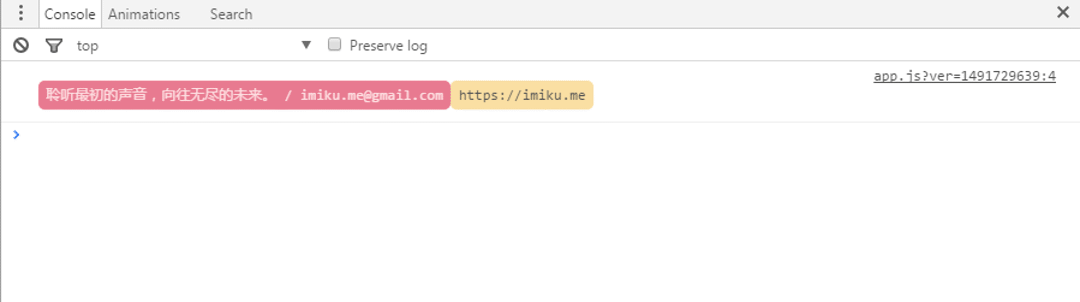 Console Animations Search
top Preserve log
app.js?ver=1491729639:4
聆听最初的声音，向往无尽的未来。 / imiku.me@gmail.com https://imiku.me